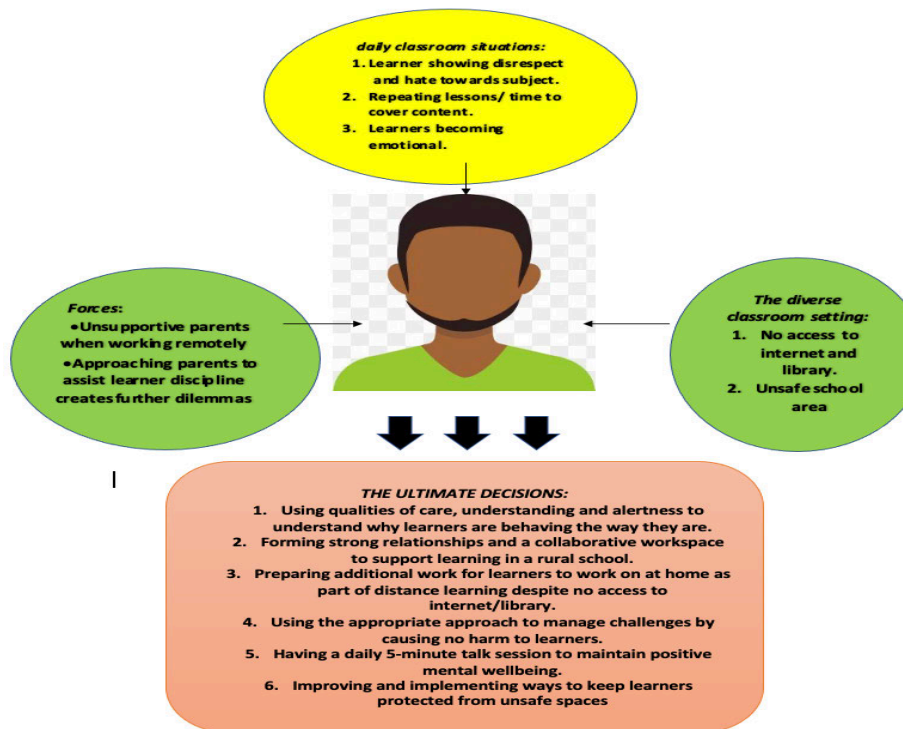 daily classroom situations:
1. Learner showing disrespect
and hate towards subject.
2. Repeating lessons/ time to
cover content.
3. Learners becoming
emotional.
Forces:
•Unsupportive parents
when working remotely
•Approaching parents to
assist learner discipline
creates further dilemmas
The diverse
classroom setting:
1. No access to
internet and
library.
2. Unsafe school
area
THE ULTIMATE DECISIONS:
1. Using qualities of care, understanding and alertness to
understand why learners are behaving the way they are.
2. Forming strong relationships and a collaborative workspace
to support learning in a rural school.
3. Preparing additional work for learners to work on at home as
part of distance learning despite no access to
internet/library.
4. Using the appropriate approach to manage challenges by
causing no harm to learners.
5. Having a daily 5-minute talk session to maintain positive
mental wellbeing.
6. Improving and implementing ways to keep learners
protected from unsafe spaces